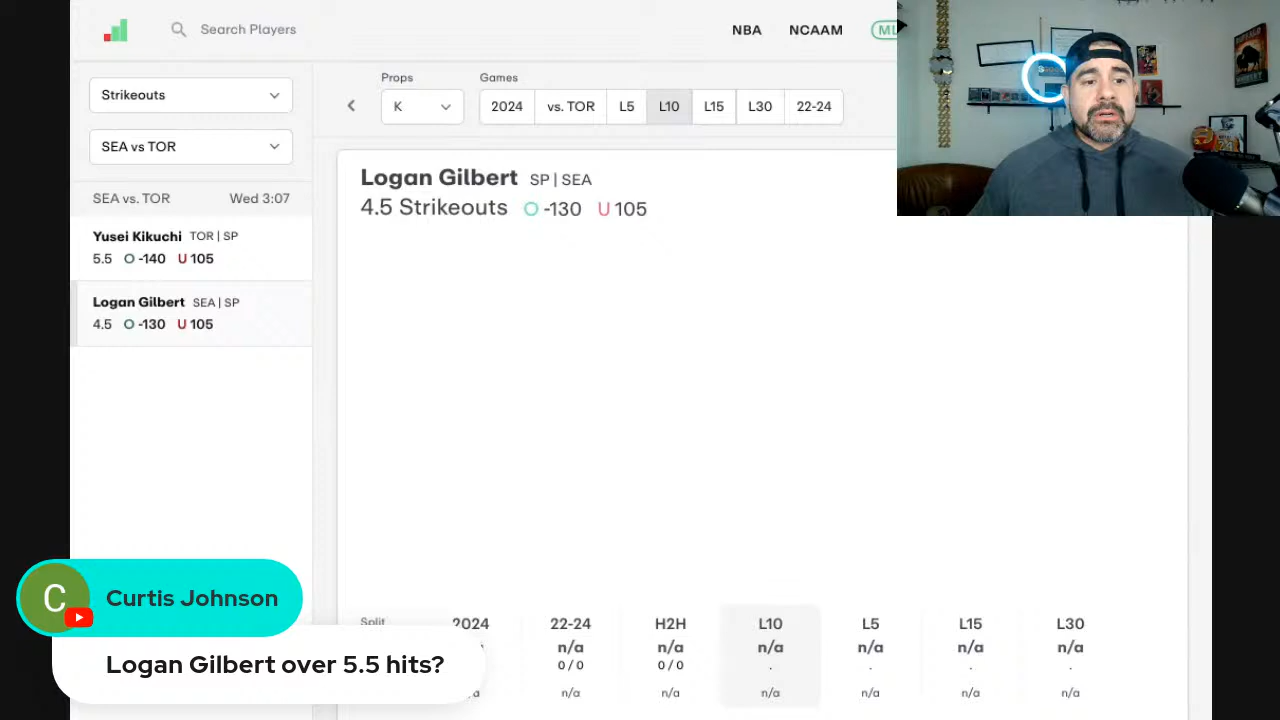 Search Players
NBA
NCAAM
Strikeouts
SEA vs TOR
SEA vs. TOR Wed 3:07
Yusei Kikuchi TOR | SP
5.5 O -140 U 105
Logan Gilbert SEA | SP
4.5 O -130 U 105
Props
K
Games
2024 vs. TOR L5 L10 L15 L30 22-24
Logan Gilbert SP | SEA
4.5 Strikeouts O -130 U 105
Split 2024 22-24 H2H L10 L5 L15 L30
n/a n/a n/a n/a n/a n/a
0 / 0 0 / 0
n/a n/a n/a n/a n/a n/a
C
Curtis Johnson
Logan Gilbert over 5.5 hits?